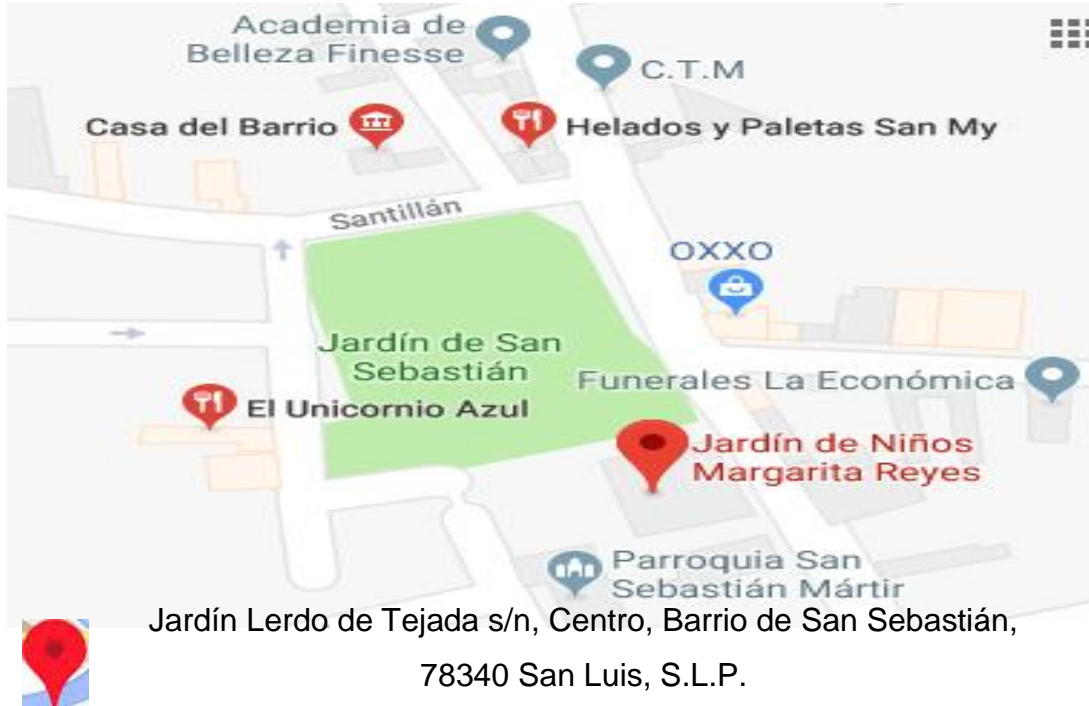 Academia de
Belleza Finesse
C.T.M
Casa del Barrio
Helados y Paletas San My
Santillán
OXXO
Jardín de San
Sebastián
Funerales La Económica
El Unicornio Azul
Jardín de Niños
Margarita Reyes
Parroquia San
Sebastián Mártir
Jardín Lerdo de Tejada s/n, Centro, Barrio de San Sebastián,
78340 San Luis, S.L.P.